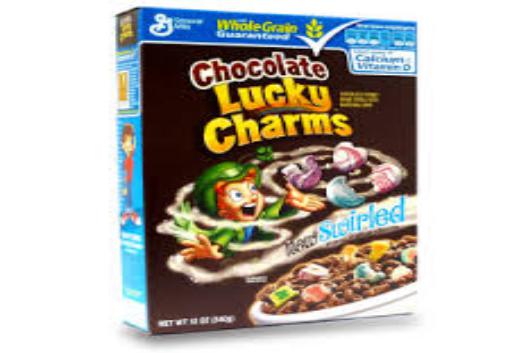 General
Mills
Whole Grain
Guaranteed
Calcium &
Vitamin D
Chocolate
Lucky
Charms
Swirled
NET WT 12 OZ (340g)